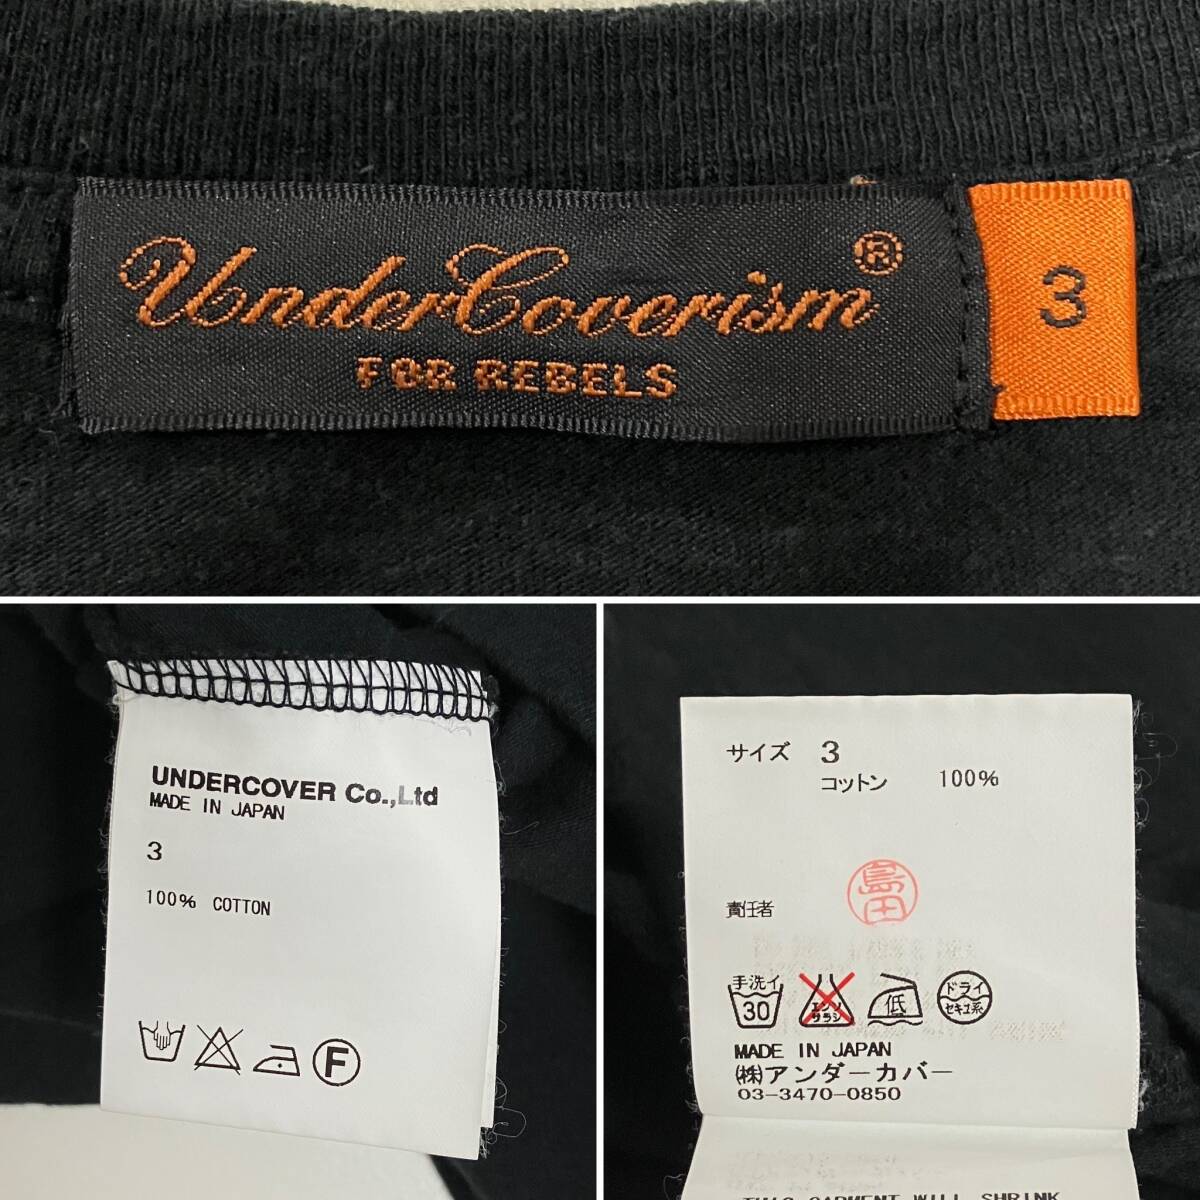 UnderCoverism®
FOR REBELS
3
UNDERCOVER Co.,Ltd
MADE IN JAPAN
3
100% COTTON
F
サイズ 3
コットン 100%
責任者 島田
手洗イ 30
エンソ サラシ
低
ドライ セキユ系
MADE IN JAPAN
㈱アンダーカバー
03-3470-0850
THIS GARMENT WILL SHRINK